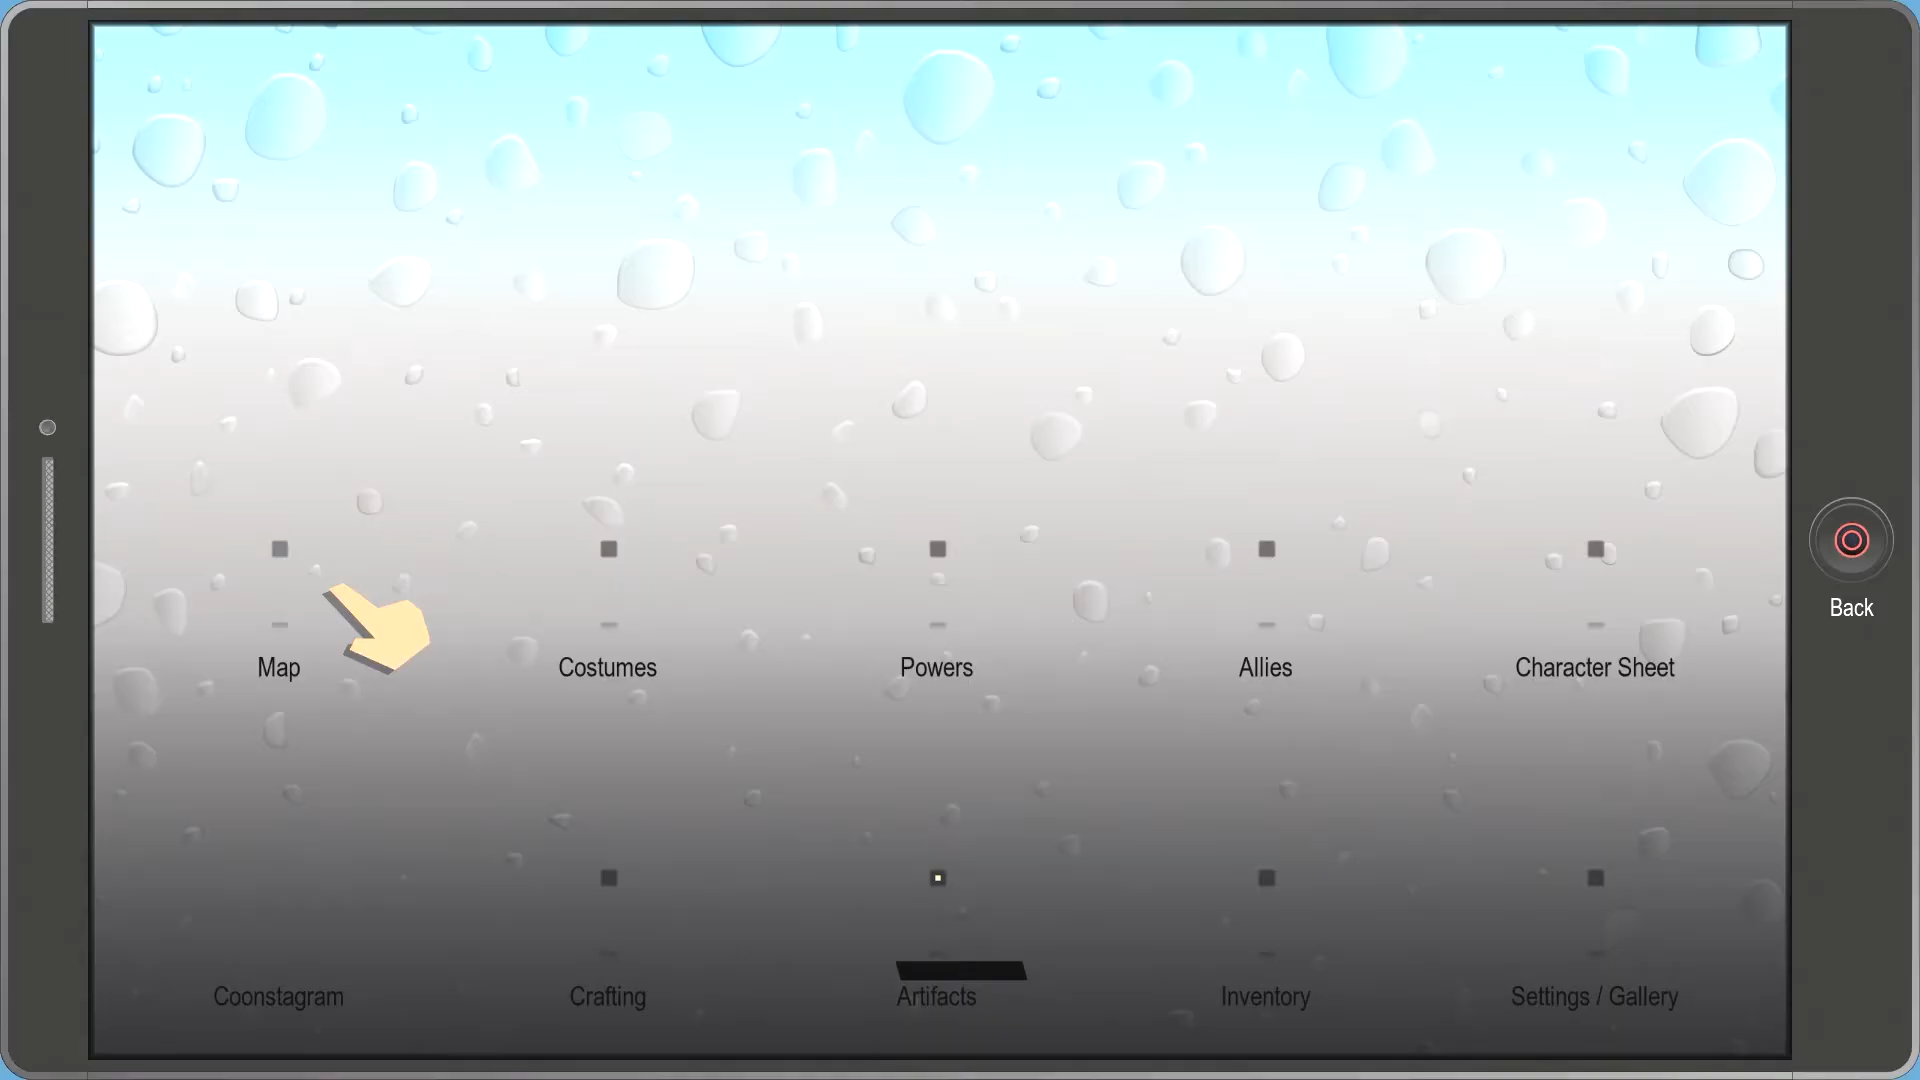 Map
Costumes
Powers
Allies
Character Sheet
Back
Coonstagram
Crafting
Artifacts
Inventory
Settings / Gallery